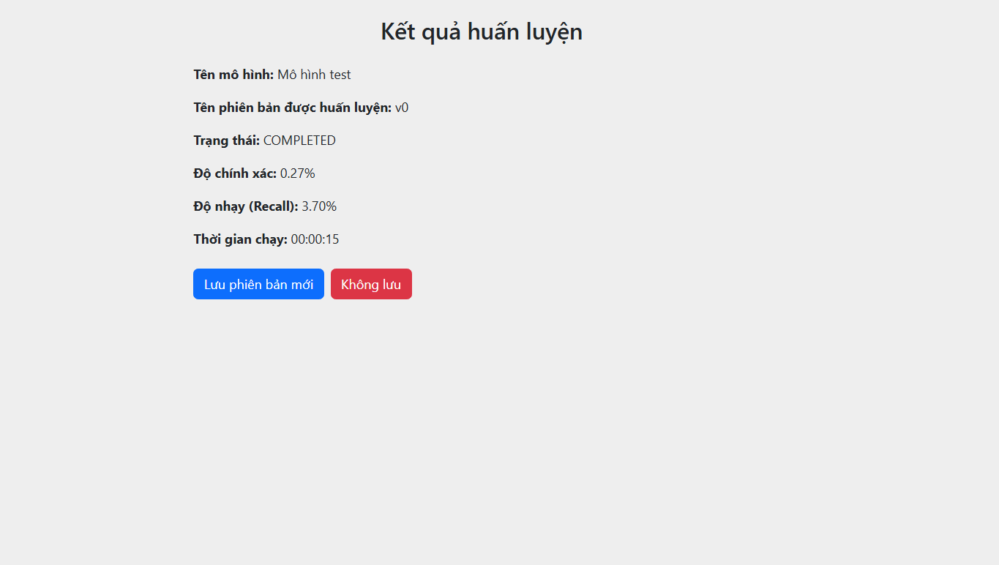 Kết quả huấn luyện
Tên mô hình: Mô hình test
Tên phiên bản được huấn luyện: v0
Trạng thái: COMPLETED
Độ chính xác: 0.27%
Độ nhạy (Recall): 3.70%
Thời gian chạy: 00:00:15
Lưu phiên bản mới Không lưu